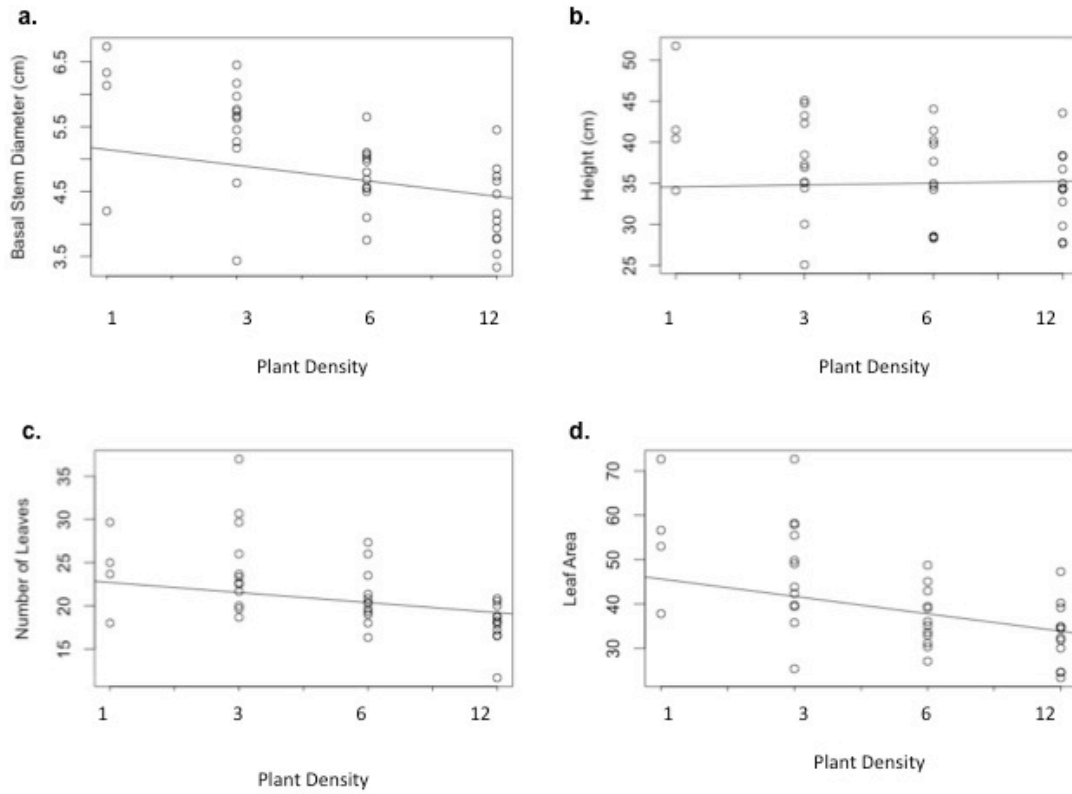 a.
Basal Stem Diameter (cm)
6.5
5.5
4.5
3.5
1 3 6 12
Plant Density
b.
Height (cm)
50
45
40
35
30
25
1 3 6 12
Plant Density
c.
Number of Leaves
35
30
25
20
15
1 3 6 12
Plant Density
d.
Leaf Area
70
60
50
40
30
1 3 6 12
Plant Density